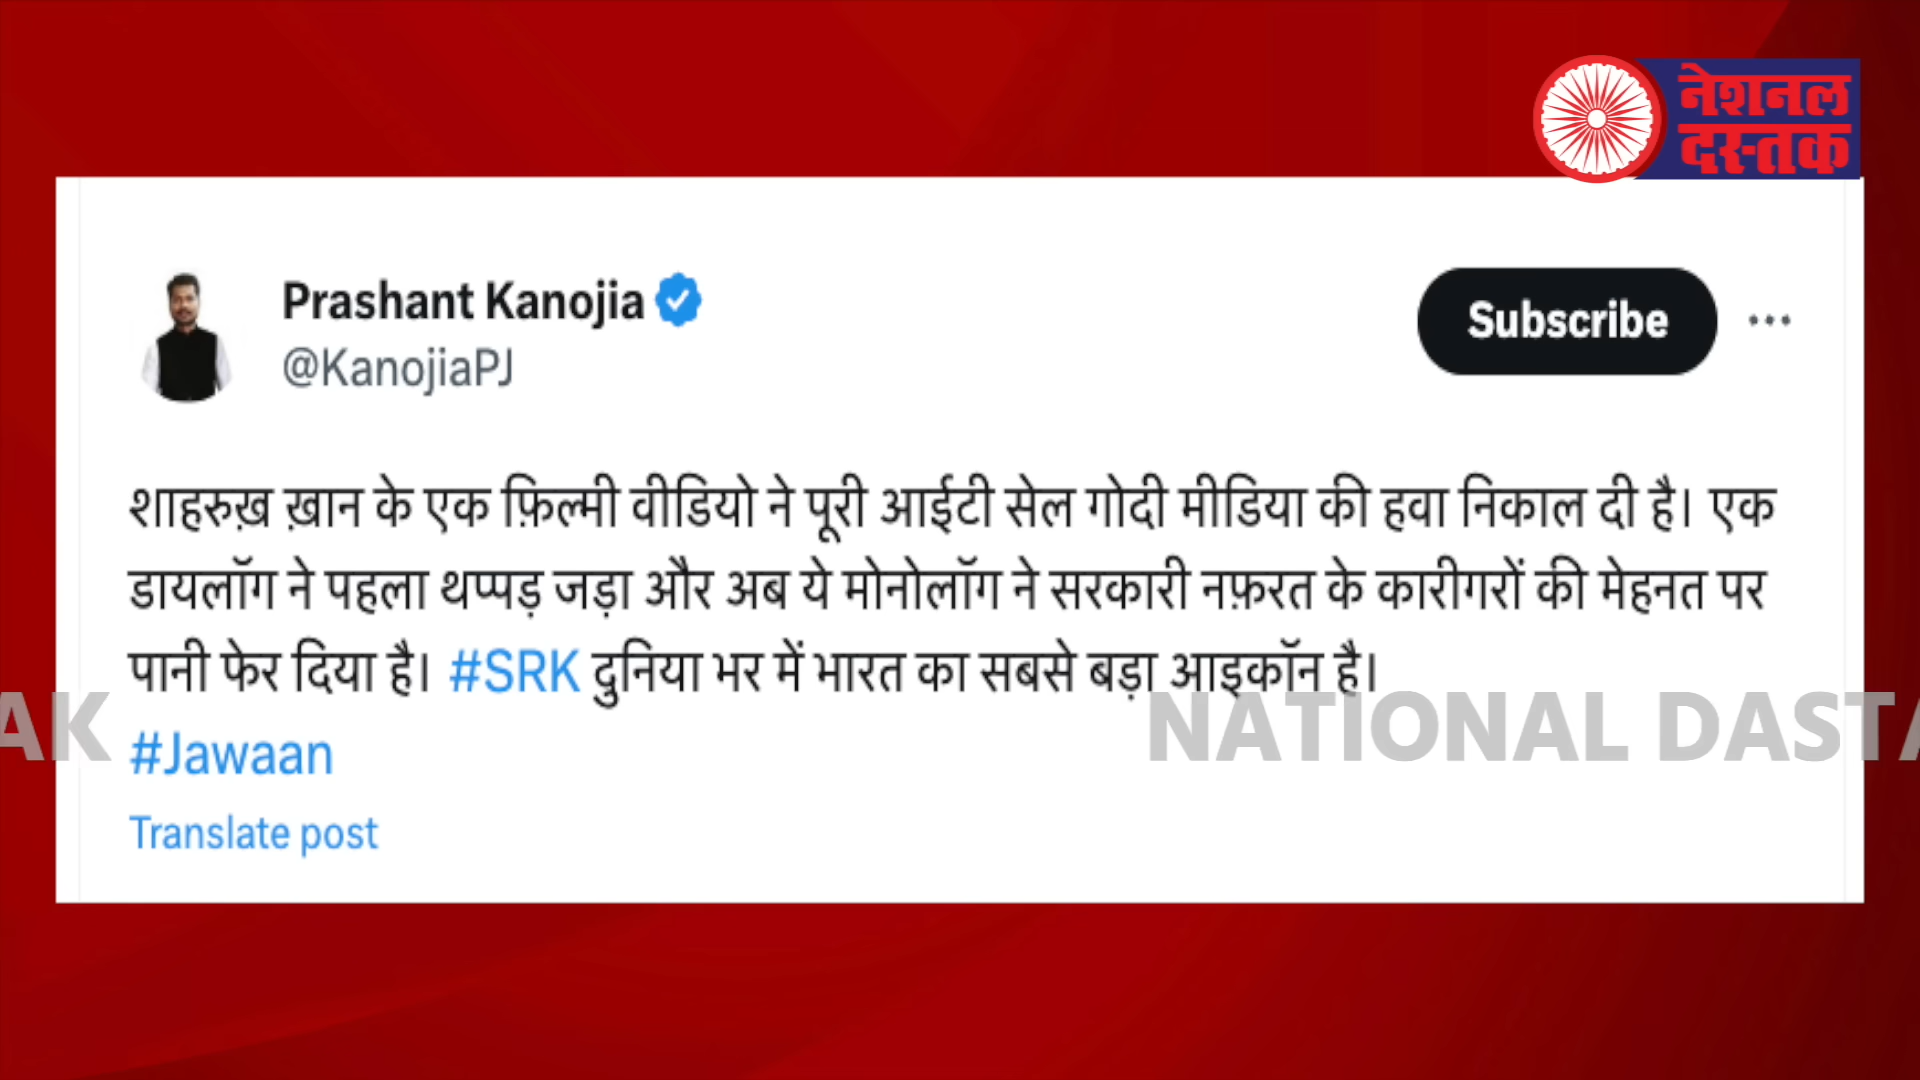 नेशनल
दस्तक
Prashant Kanojia
@KanojiaPJ
Subscribe
शाहरुख़ ख़ान के एक फ़िल्मी वीडियो ने पूरी आईटी सेल गोदी मीडिया की हवा निकाल दी है। एक
डायलॉग ने पहला थप्पड़ जड़ा और अब ये मोनोलॉग ने सरकारी नफ़रत के कारीगरों की मेहनत पर
पानी फेर दिया है। #SRK दुनिया भर में भारत का सबसे बड़ा आइकॉन है।
AK NATIONAL DASTA
#Jawaan
Translate post